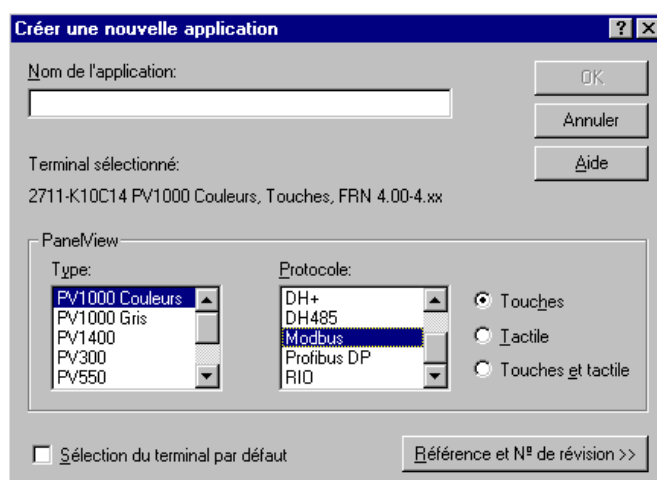 Créer une nouvelle application
Nom de l'application:
OK
Annuler
Terminal sélectionné:
Aide
2711-K10C14 PV1000 Couleurs, Touches, FRN 4.00-4.xx
PanelView
Type:
Protocole:
PV1000 Couleurs
PV1000 Gris
PV1400
PV300
PV550
DH+
DH485
Modbus
Profibus DP
RIO
Touches
Tactile
Touches et tactile
Sélection du terminal par défaut
Référence et Nº de révision >>